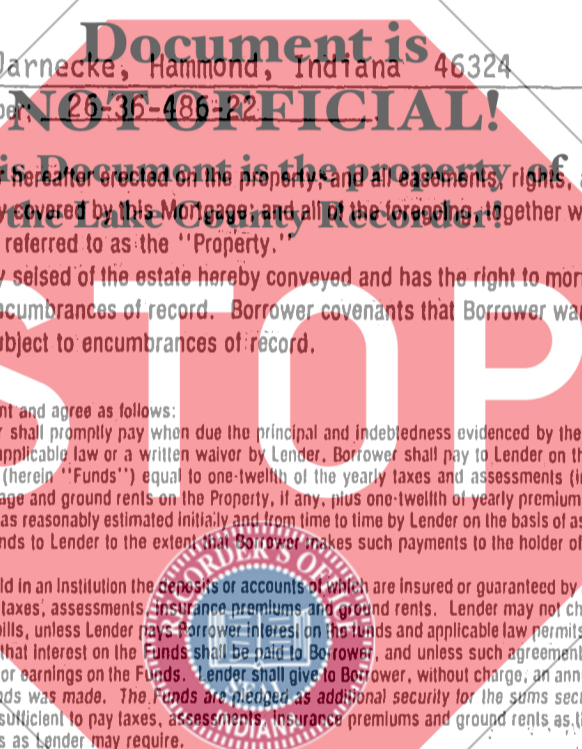 Document is
Darnecke, Hammond, Indiana 46324
NOT OFFICIAL!
26-36-486-22
is Document is the property of
hereafter erected on the property, and all easements, rights,
the Lake County Recorder!
covered by this Mortgage; and all of the foregoing, together w
referred to as the "Property."
y seised of the estate hereby conveyed and has the right to mor
cumbrances of record. Borrower covenants that Borrower wa
ubject to encumbrances of record.
STOP
nt and agree as follows:
r shall promptly pay when due the principal and indebtedness evidenced by the
applicable law or a written waiver by Lender, Borrower shall pay to Lender on th
(herein "Funds") equal to one-twelfth of the yearly taxes and assessments (i
age and ground rents on the Property, if any, plus one-twelfth of yearly premium
as reasonably estimated initially and from time to time by Lender on the basis of as
nds to Lender to the extent that Borrower makes such payments to the holder of
ld in an institution the deposits or accounts of which are insured or guaranteed by
taxes, assessments, insurance premiums and ground rents. Lender may not ch
bills, unless Lender pays Borrower interest on the funds and applicable law permits
that interest on the Funds shall be paid to Borrower, and unless such agreement
or earnings on the Funds. Lender shall give to Borrower, without charge, an ann
nds was made. The Funds are pledged as additional security for the sums sec
sufficient to pay taxes, assessments, insurance premiums and ground rents as t
s as Lender may require.
RECORDER'S OF
SEAL
INDIANA